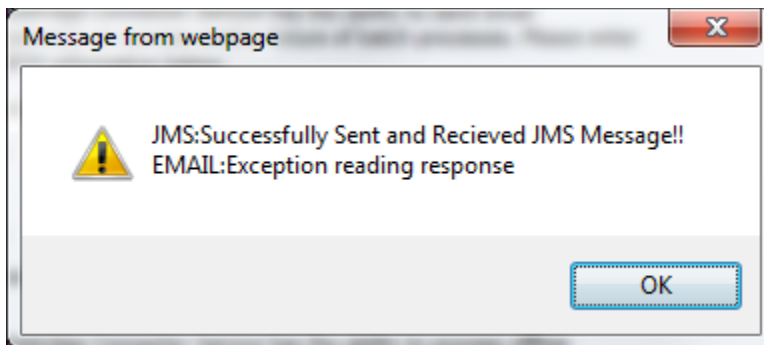 Message from webpage
JMS:Successfully Sent and Recieved JMS Message!!
EMAIL:Exception reading response
OK